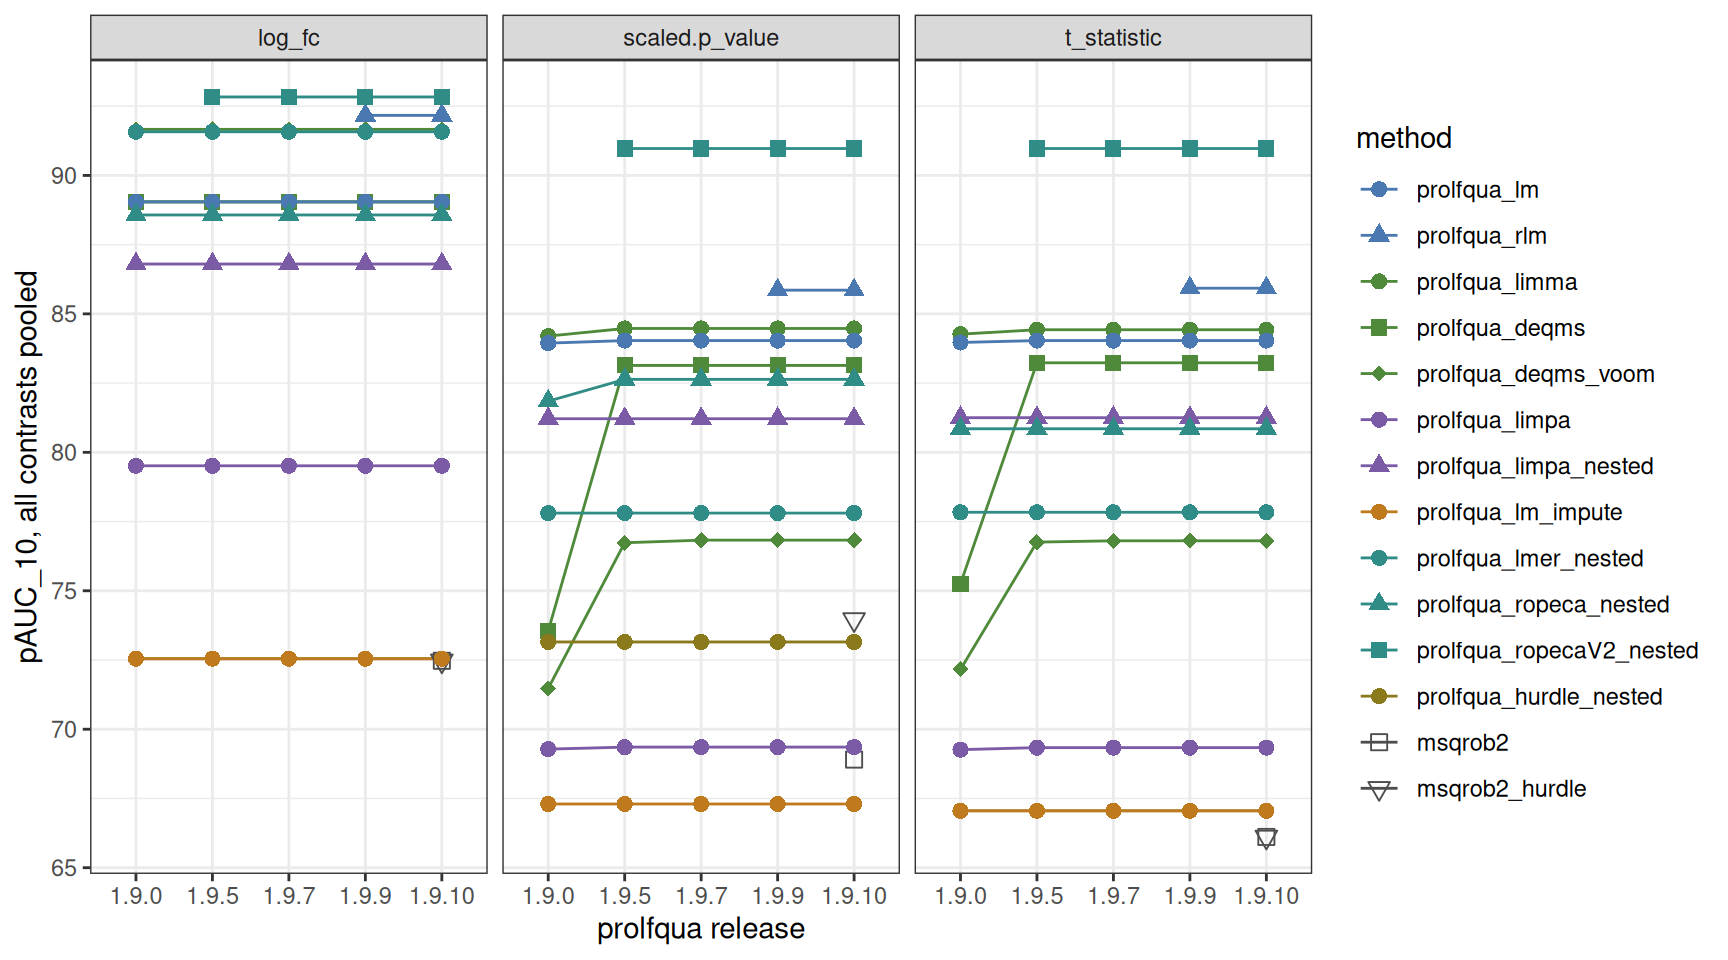 log_fc
scaled.p_value
t_statistic
pAUC_10, all contrasts pooled
90
85
80
75
70
65
1.9.0 1.9.5 1.9.7 1.9.9 1.9.10
1.9.0 1.9.5 1.9.7 1.9.9 1.9.10
1.9.0 1.9.5 1.9.7 1.9.9 1.9.10
prolfqua release
method
prolfqua_lm
prolfqua_rlm
prolfqua_limma
prolfqua_deqms
prolfqua_deqms_voom
prolfqua_limpa
prolfqua_limpa_nested
prolfqua_lm_impute
prolfqua_lmer_nested
prolfqua_ropeca_nested
prolfqua_ropecaV2_nested
prolfqua_hurdle_nested
msqrob2
msqrob2_hurdle